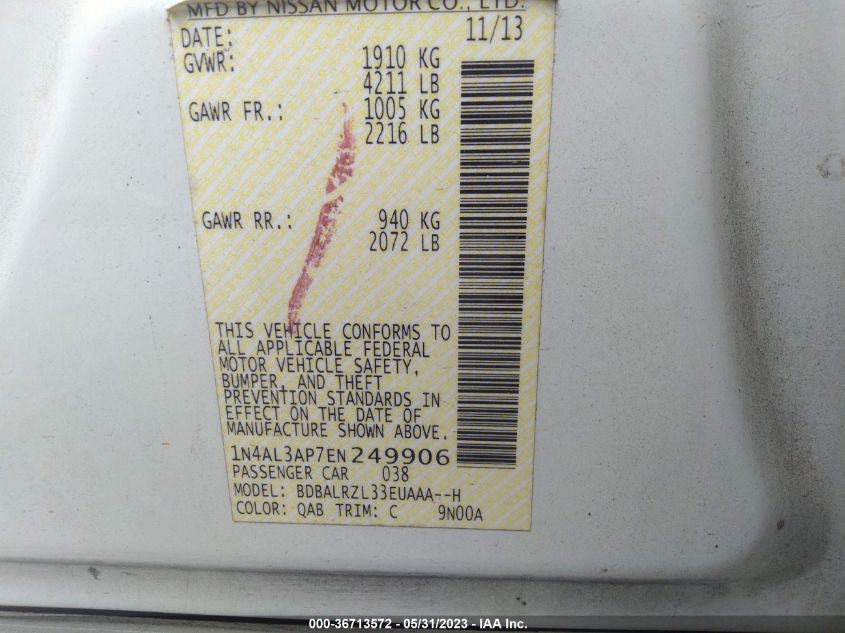 MFD BY NISSAN MOTOR CO., LTD.
DATE: 11/13
GVWR: 1910 KG
4211 LB
GAWR FR.: 1005 KG
2216 LB
GAWR RR.: 940 KG
2072 LB
THIS VEHICLE CONFORMS TO
ALL APPLICABLE FEDERAL
MOTOR VEHICLE SAFETY,
BUMPER, AND THEFT
PREVENTION STANDARDS IN
EFFECT ON THE DATE OF
MANUFACTURE SHOWN ABOVE.
1N4AL3AP7EN249906
PASSENGER CAR 038
MODEL: BDBALRZL33EUAAA--H
COLOR: QAB TRIM: C 9N00A
000-36713572 - 05/31/2023 - IAA Inc.